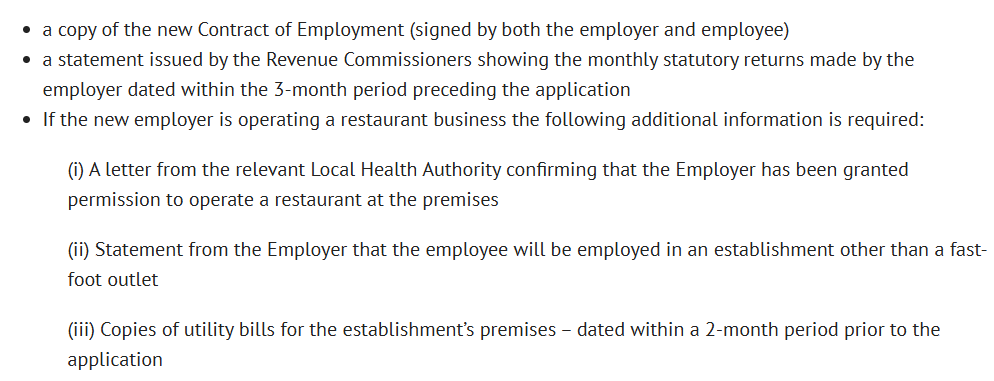 • a copy of the new Contract of Employment (signed by both the employer and employee)
• a statement issued by the Revenue Commissioners showing the monthly statutory returns made by the
employer dated within the 3-month period preceding the application
• If the new employer is operating a restaurant business the following additional information is required:
(i) A letter from the relevant Local Health Authority confirming that the Employer has been granted
permission to operate a restaurant at the premises
(ii) Statement from the Employer that the employee will be employed in an establishment other than a fast-
foot outlet
(iii) Copies of utility bills for the establishment’s premises – dated within a 2-month period prior to the
application